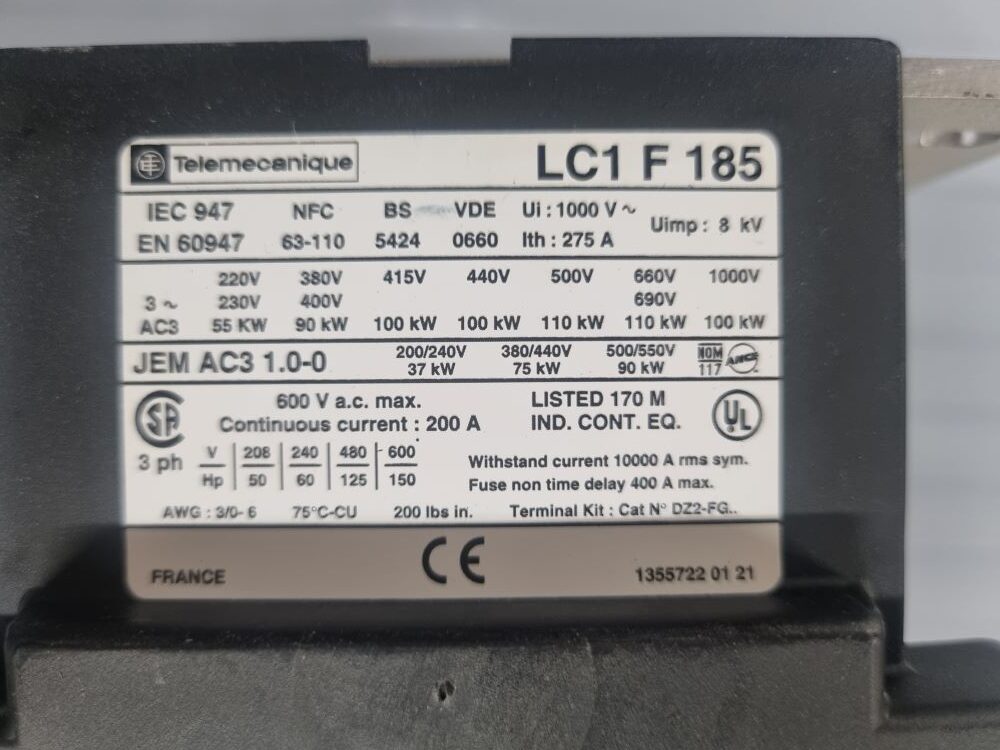 Telemecanique LC1 F 185
IEC 947 NFC BS VDE Ui : 1000 V ~ Uimp : 8 kV
EN 60947 63-110 5424 0660 Ith : 275 A
220V 380V 415V 440V 500V 660V 1000V
3 ~ 230V 400V 690V
AC3 55 KW 90 kW 100 kW 100 kW 110 kW 110 kW 100 kW
JEM AC3 1.0-0 200/240V 380/440V 500/550V NOM ANCE
37 kW 75 kW 90 kW 117
SA 600 V a.c. max. LISTED 170 M UL
Continuous current : 200 A IND. CONT. EQ.
3 ph V 208 240 480 600 Withstand current 10000 A rms sym.
Hp 50 60 125 150 Fuse non time delay 400 A max.
AWG : 3/0- 6 75°C-CU 200 lbs in. Terminal Kit : Cat N° DZ2-FG..
CE
FRANCE 1355722 01 21